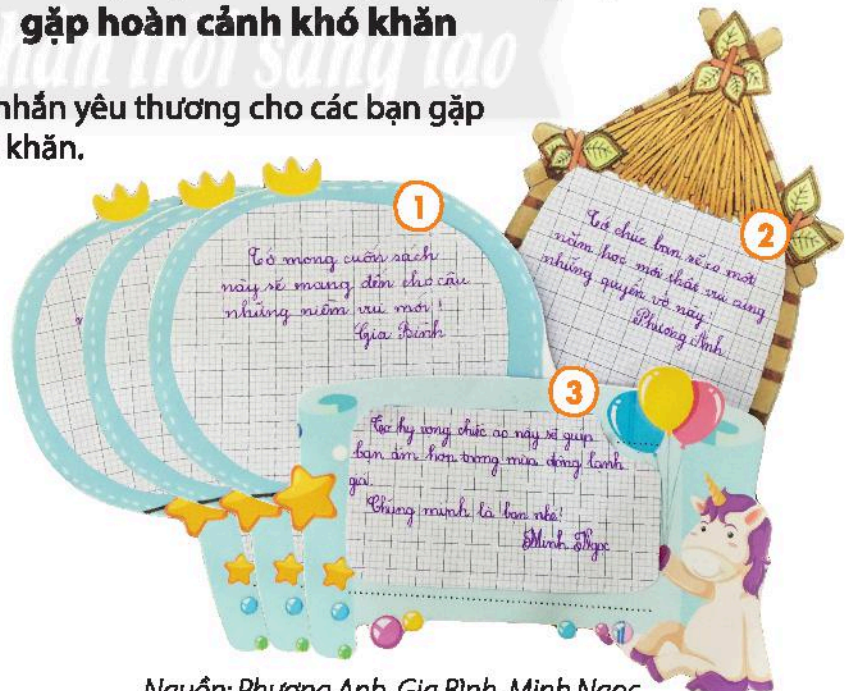 gặp hoàn cảnh khó khăn
nhắn yêu thương cho các bạn gặp
khăn.
1
Tớ mong cuốn sách
này sẽ mang đến cho cậu
những niềm vui mới!
Gia Bình
2
Tớ chúc bạn sẽ có một
năm học mới thật vui cùng
những quyển vở này
Phương Anh
3
Tớ hy vọng chiếc áo này sẽ giúp
bạn ấm hơn trong mùa đông lạnh
giá.
Chúng mình là bạn nhé!
Minh Ngọc
Nguồn: Phương Anh, Gia Bình, Minh Ngọc